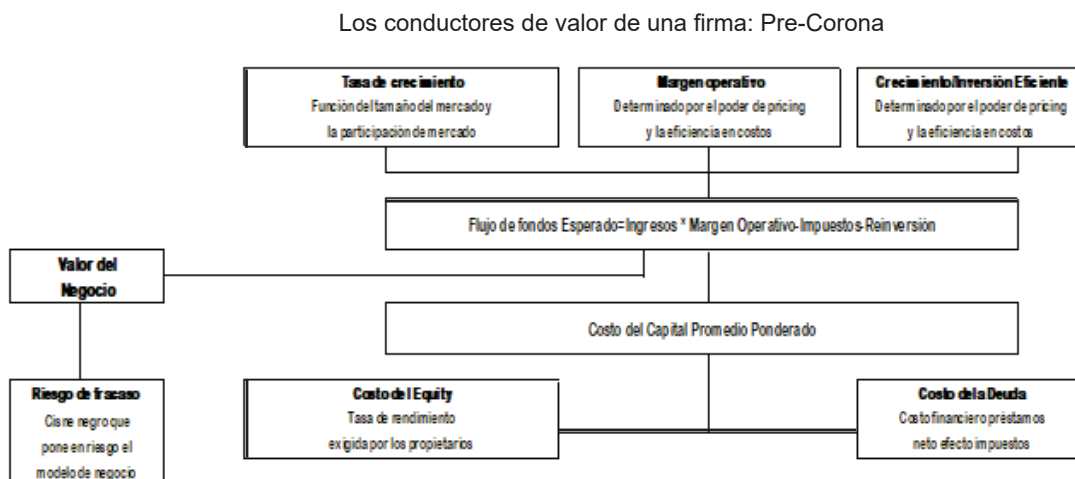 Los conductores de valor de una firma: Pre-Corona
Tasa de crecimiento
Función del tamaño del mercado y
la participación de mercado
Margen operativo
Determinado por el poder de pricing
y la eficiencia en costos
Crecimiento/Inversión Eficiente
Determinado por el poder de pricing
y la eficiencia en costos
Flujo de fondos Esperado=Ingresos * Margen Operativo-Impuestos-Reinversión
Valor del
Negocio
Costo del Capital Promedio Ponderado
Riesgo de fracaso
Cisne negro que
pone en riesgo el
modelo de negocio
Costo del Equity
Tasa de rendimiento
exigida por los propietarios
Costo de la Deuda
Costo financiero préstamos
neto efecto impuestos